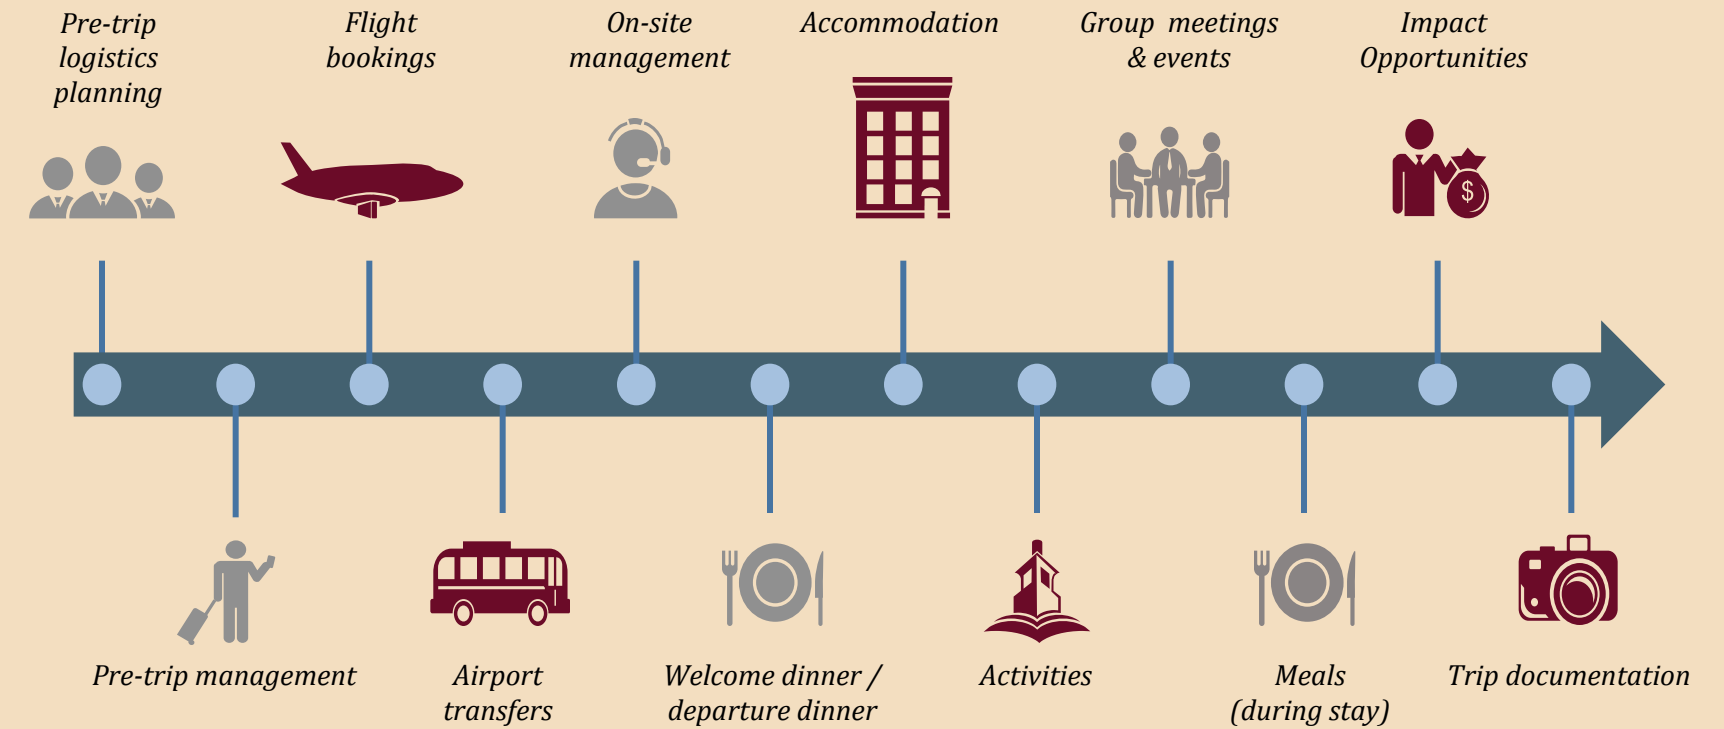 Pre-trip
logistics
planning
Flight
bookings
On-site
management
Accommodation
Group meetings
& events
Impact
Opportunities
$
Pre-trip management
Airport
transfers
Welcome dinner /
departure dinner
Activities
Meals
(during stay)
Trip documentation